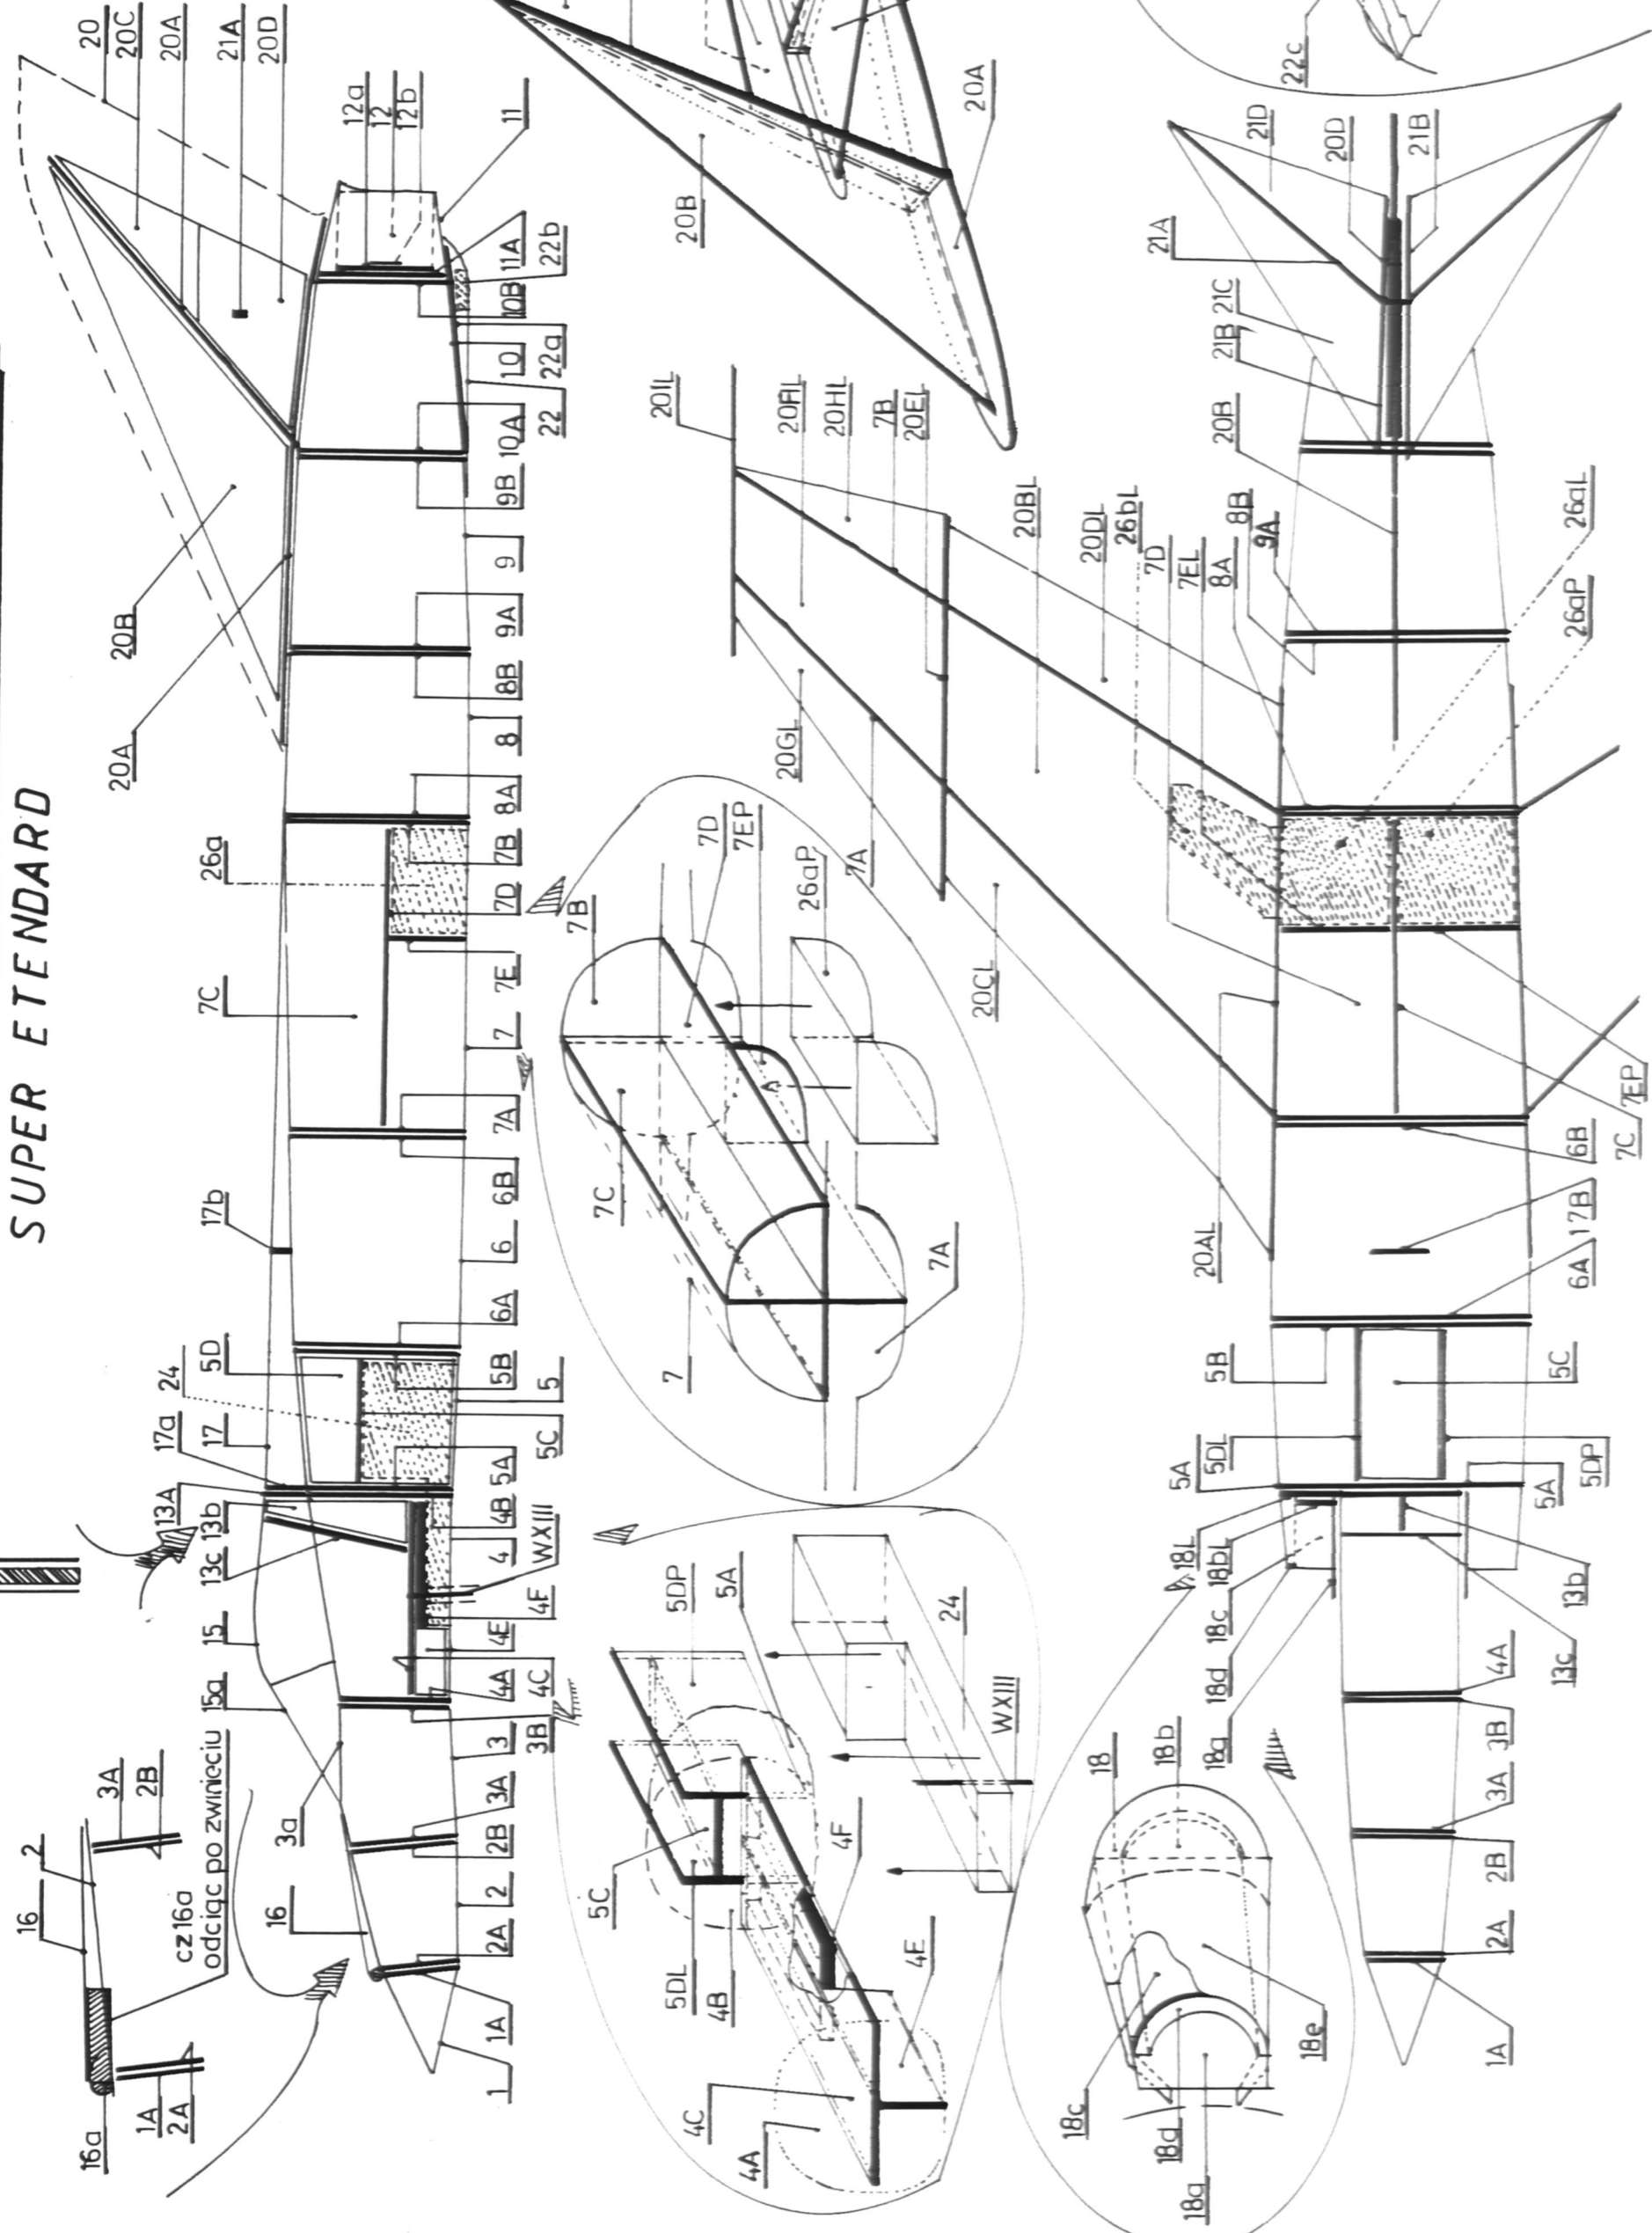 SUPER ETENDARD
16a
1A
2A
16
2
3A
2B
cz16a
odciąc po zwinieciu
16
3a
15a
15
13c
13b
13A
17a
17
24
5D
17b
7C
26a
20A
20B
20
20C
20A
21A
20D
12a
12
12b
11
1
1A
2A
2
2B
3A
3
3B
4A
4C
4E
4F
4
WXIII
4B
5A
5C
5B
5
6A
6
6B
7A
7
7E
7D
7B
8A
8
8B
9A
9
9B
10A
22
10
22a
10B
11A
22b
4A
4C
5DL
4B
5C
4E
4F
5DP
5A
24
WXIII
7
7C
7B
7D
7EP
26aP
7A
7A
20CL
20GL
20IL
20FIL
20HL
7B
20EL
20BL
20DL
26bL
7D
7EL
8A
8B
9A
20B
20A
22c
18c
18d
18a
18e
18
18b
18a
18d
18c
18bL
18L
5A
5DL
5B
20AL
20B
21B
21C
21A
21D
20D
21B
26aL
26aP
1A
2A
2B
3A
3B
4A
13c
13b
5A
5DP
5C
6A
17B
6B
7C
7EP